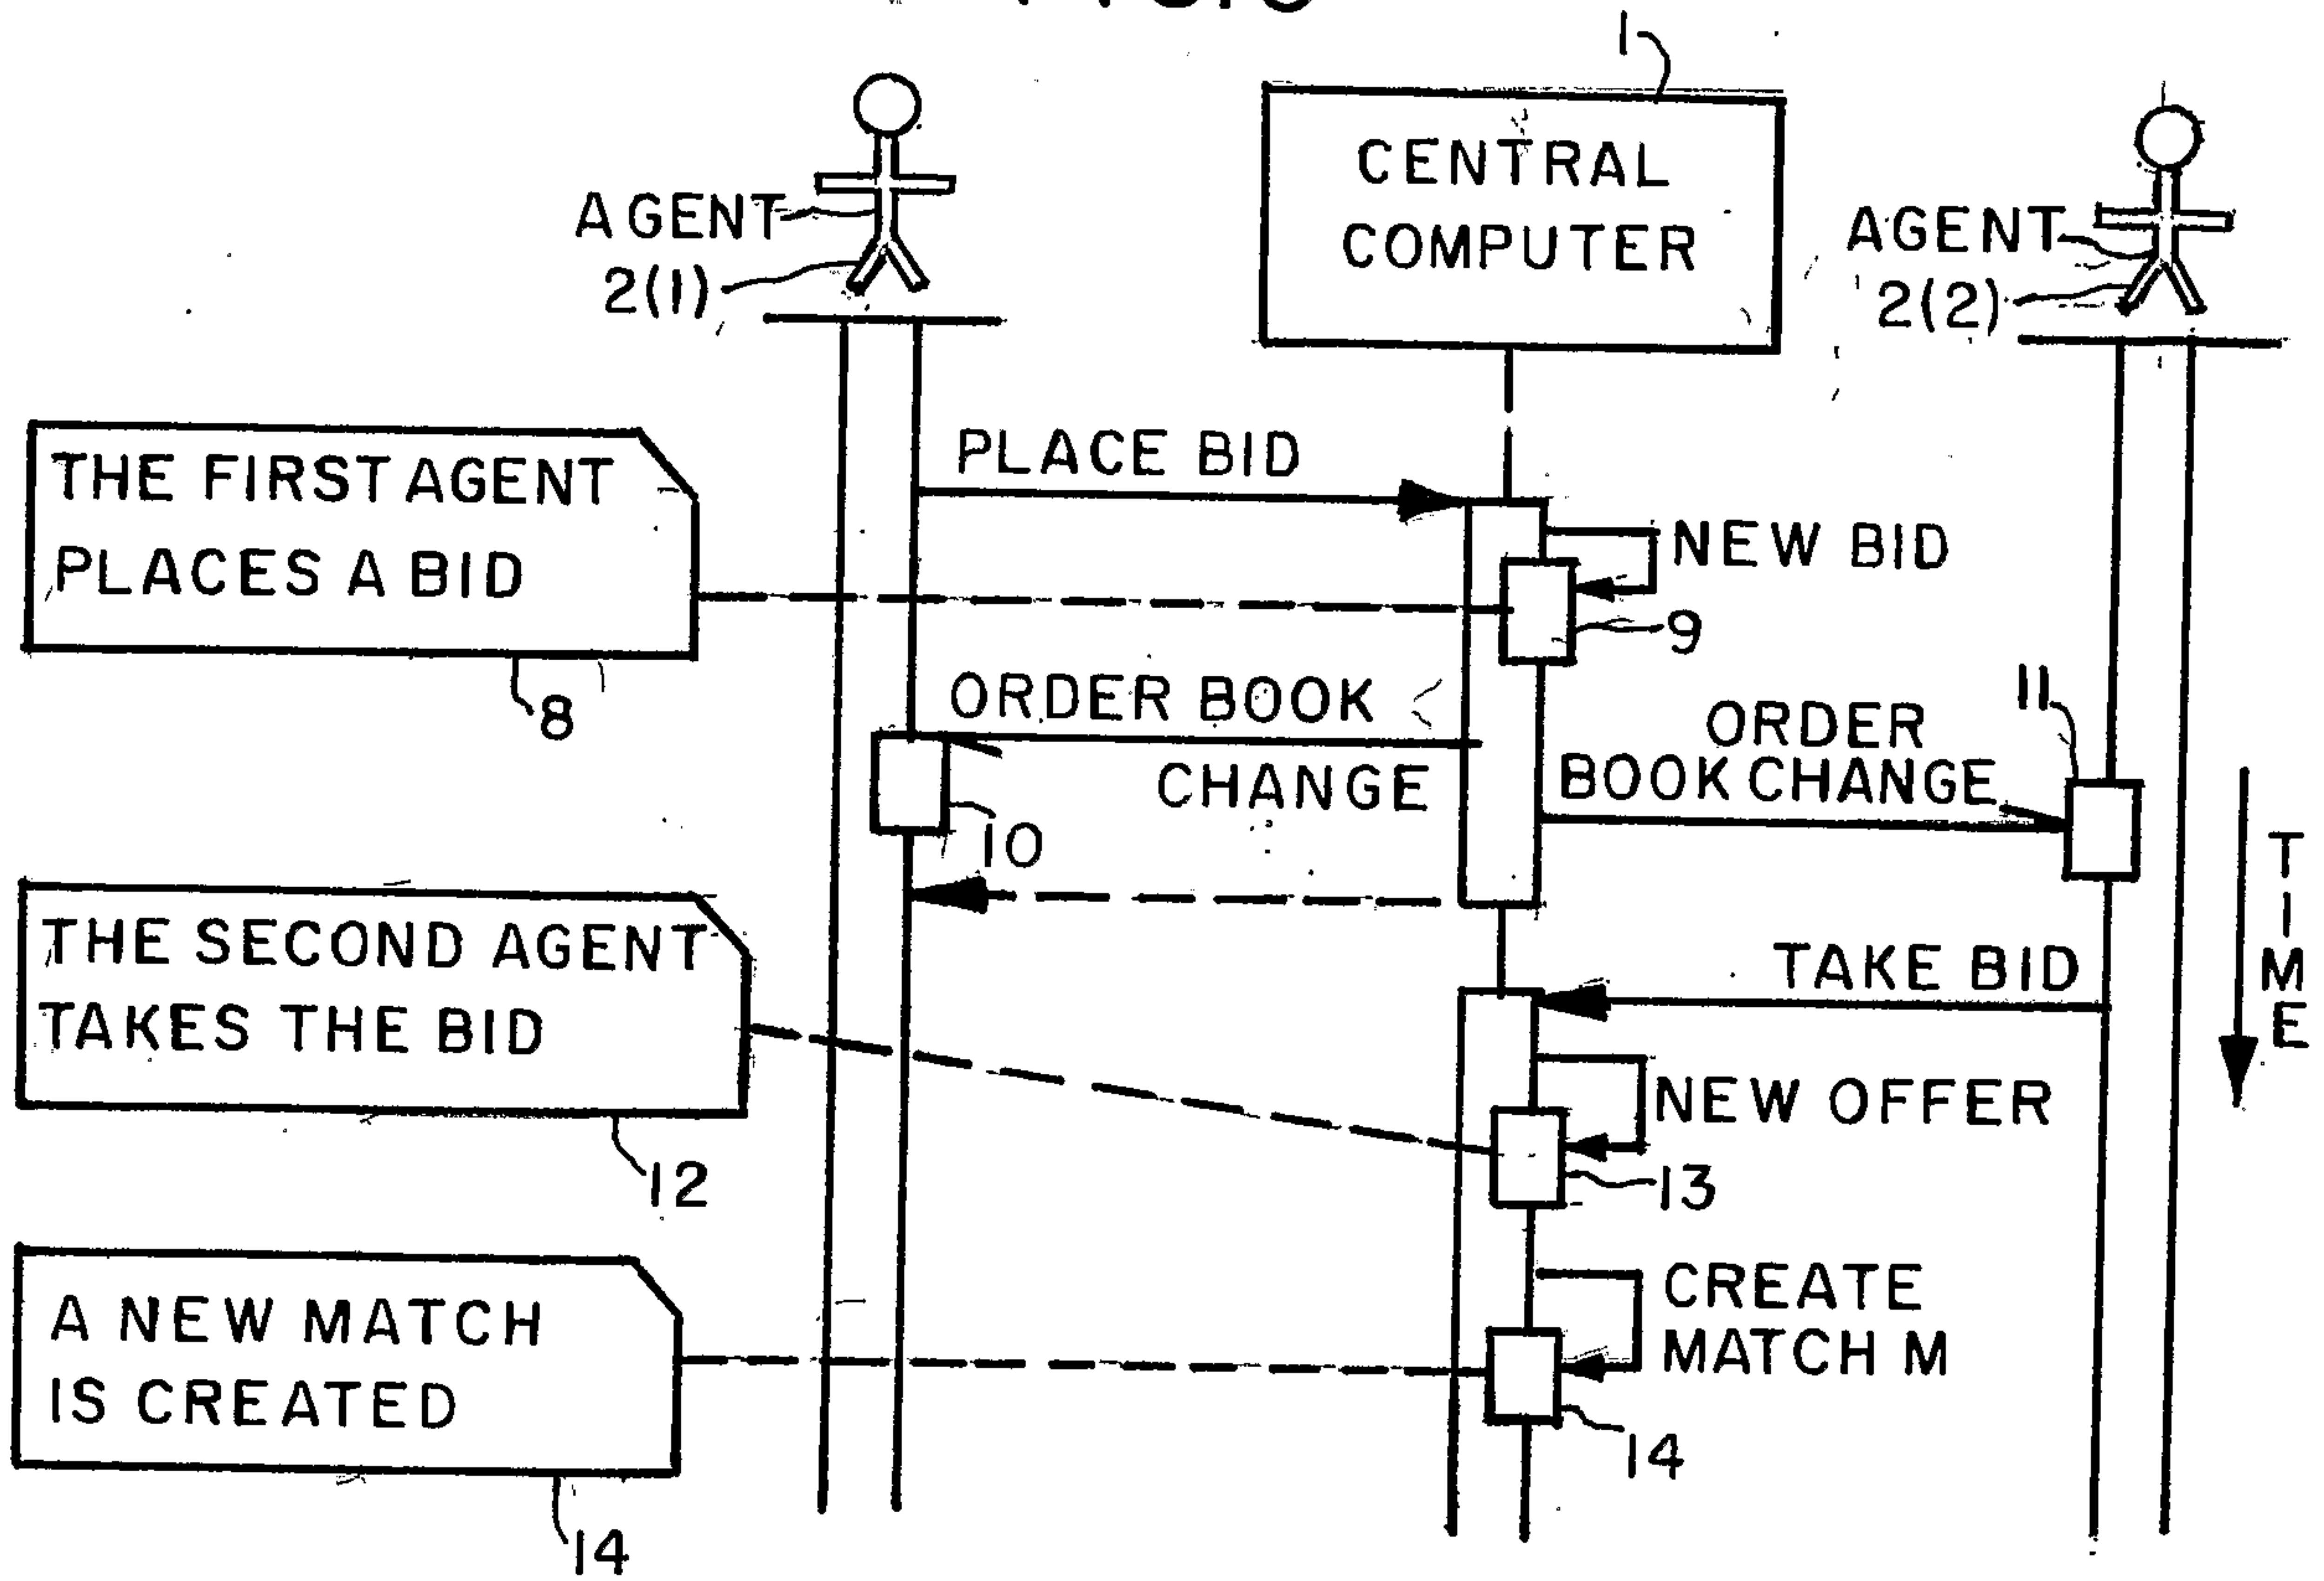 1
AGENT
2(1)
CENTRAL
COMPUTER
AGENT
2(2)
THE FIRST AGENT
PLACES A BID
8
PLACE BID
NEW BID
9
ORDER BOOK
CHANGE
10
ORDER
BOOK CHANGE
11
TIME
THE SECOND AGENT
TAKES THE BID
12
TAKE BID
NEW OFFER
13
A NEW MATCH
IS CREATED
14
CREATE
MATCH M
14